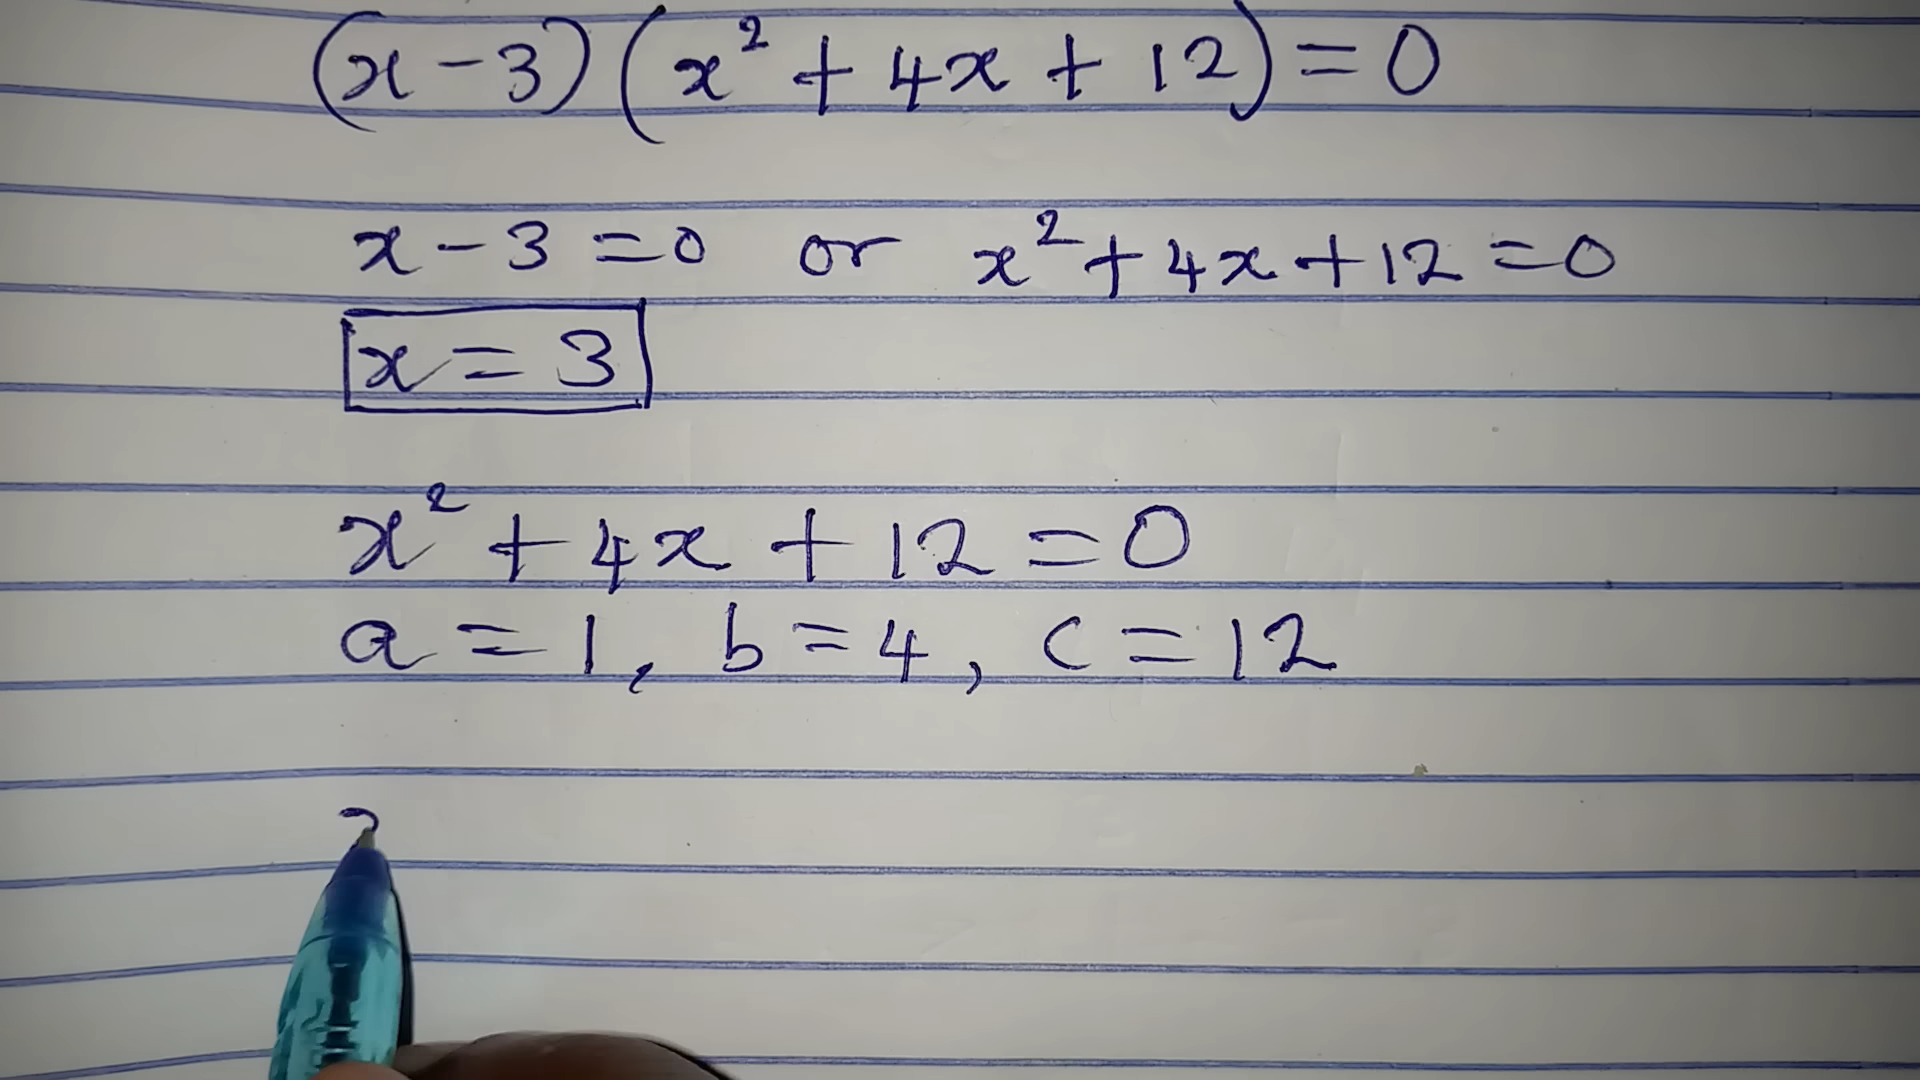 (x - 3)(x² + 4x + 12) = 0
x - 3 = 0 or x² + 4x + 12 = 0
x = 3
x² + 4x + 12 = 0
a = 1, b = 4, c = 12